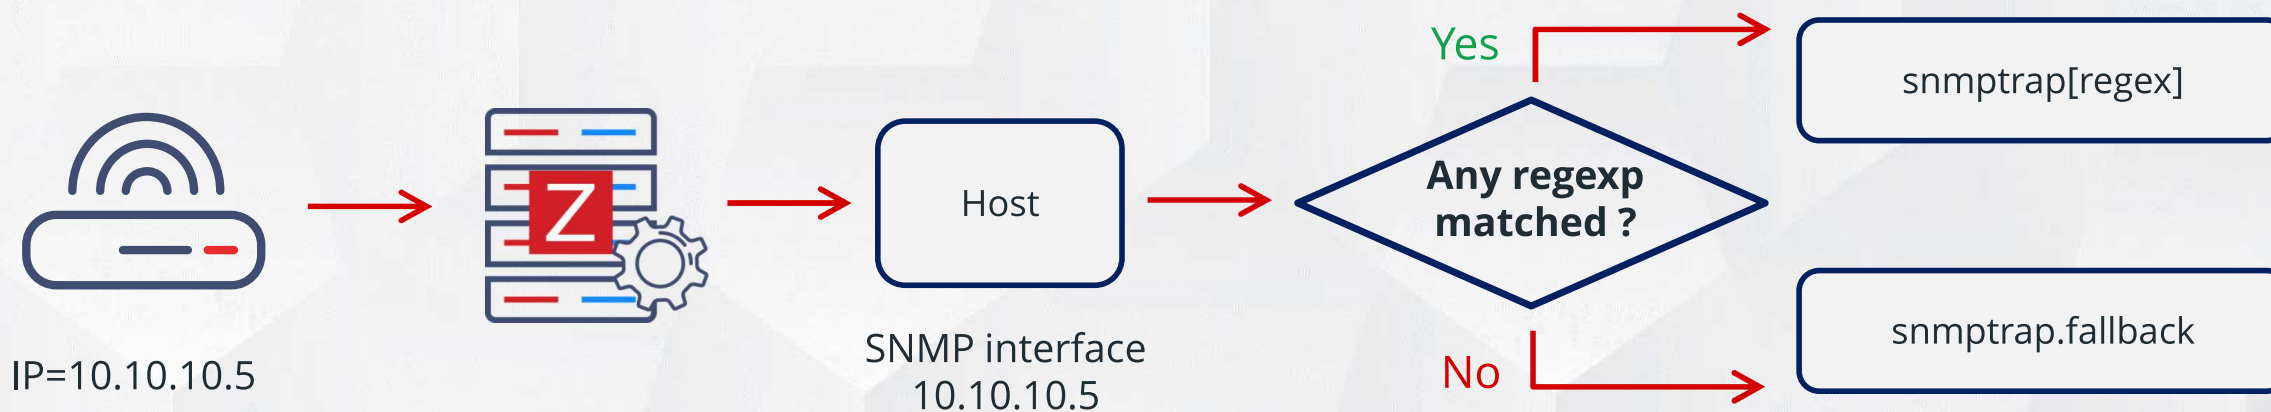 IP=10.10.10.5
Z
Host
SNMP interface
10.10.10.5
Any regexp
matched ?
Yes
No
snmptrap[regex]
snmptrap.fallback